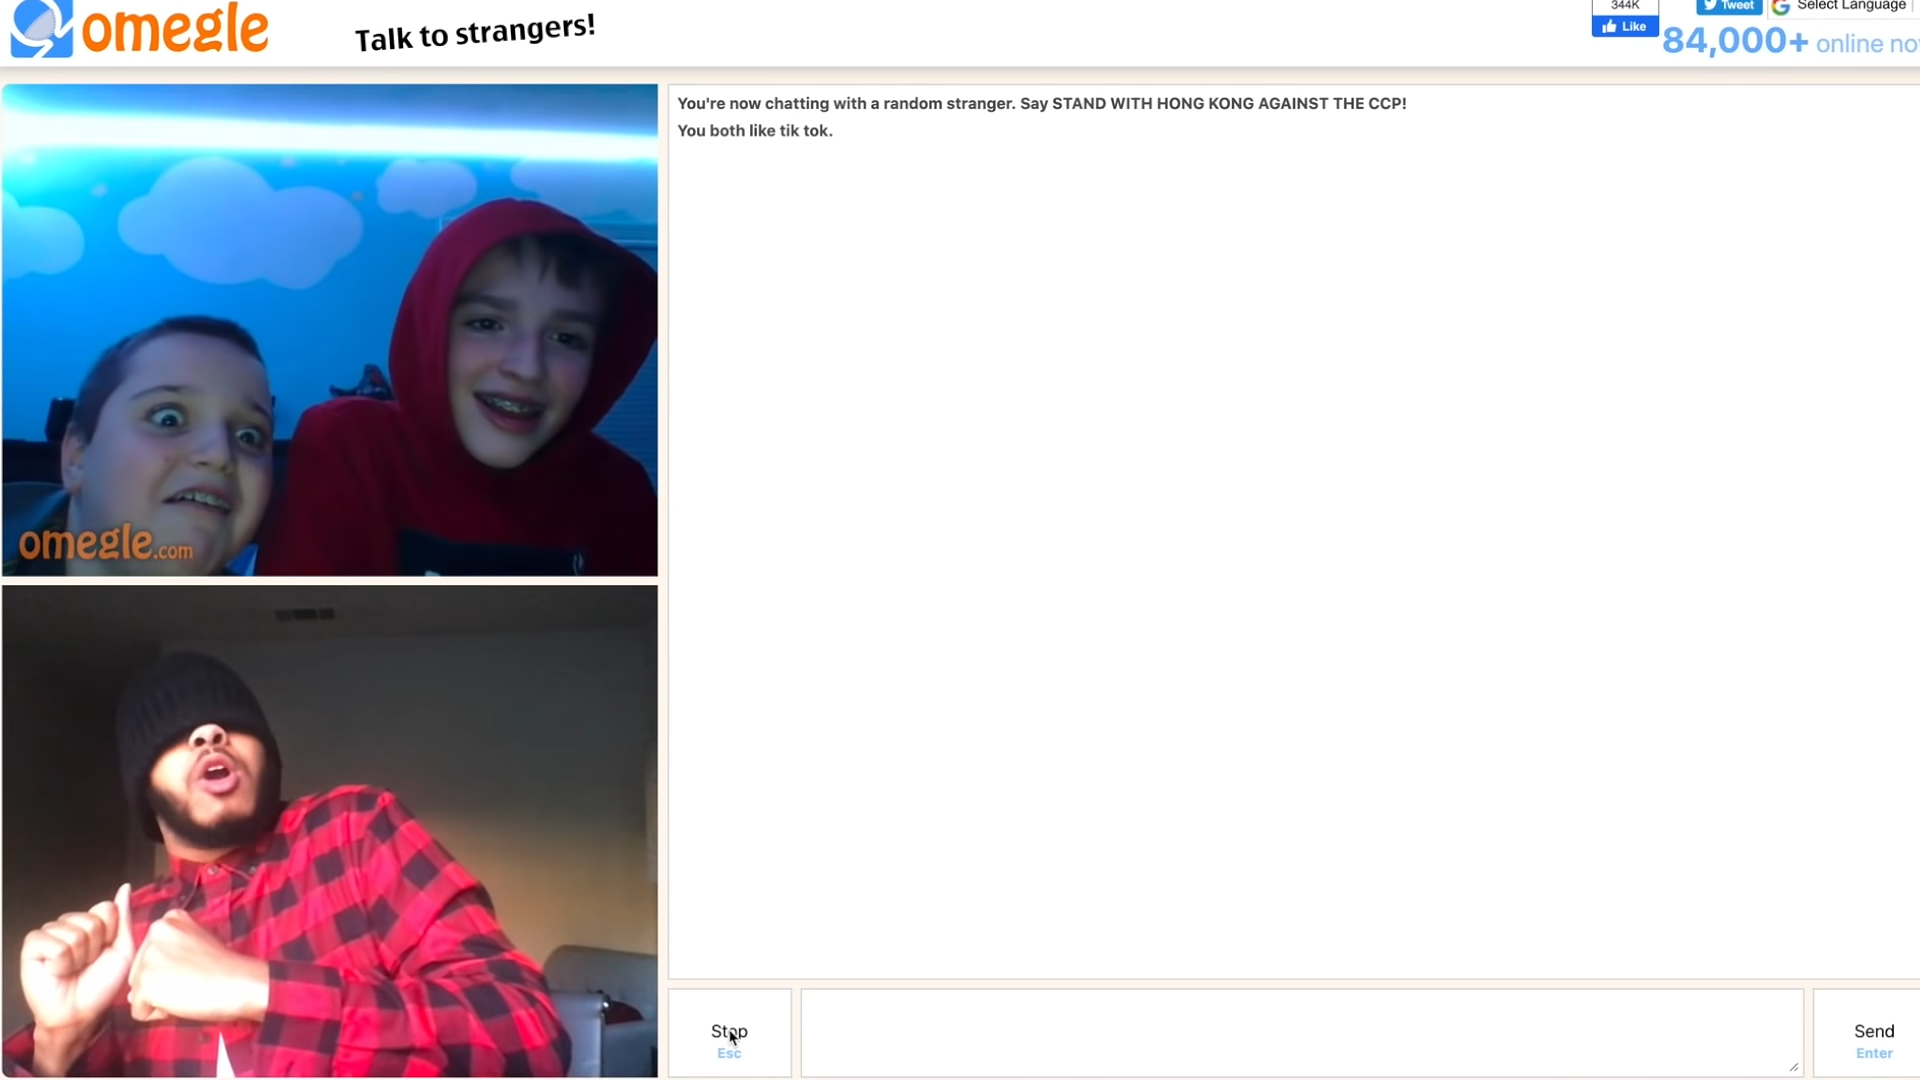 omegle
Talk to strangers!
344K
Like
Tweet
Select Language
84,000+ online no
You're now chatting with a random stranger. Say STAND WITH HONG KONG AGAINST THE CCP!
You both like tik tok.
omegle.com
Stop
Esc
Send
Enter